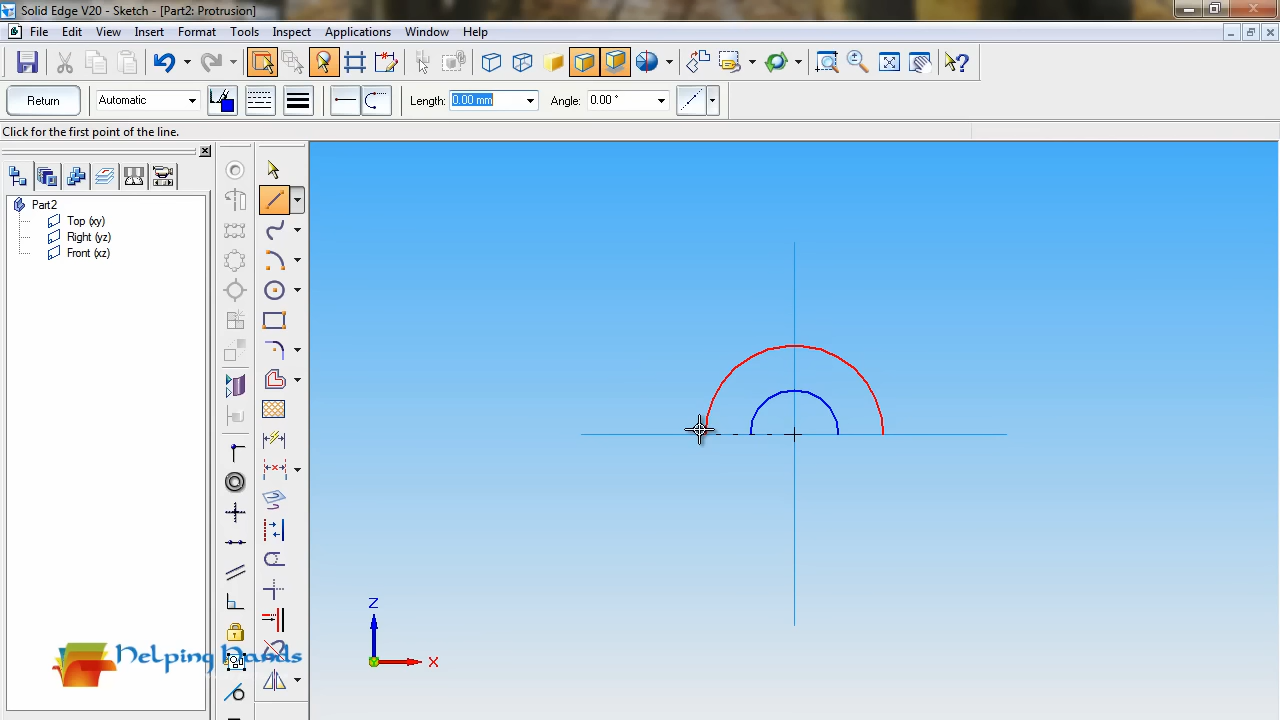 Solid Edge V20 - Sketch - [Part2: Protrusion]
File Edit View Insert Format Tools Inspect Applications Window Help
Return Automatic Length: 0.00 mm Angle: 0.00 °
Click for the first point of the line.
Part2
Top (xy)
Right (yz)
Front (xz)
Z
X
Helping Hands